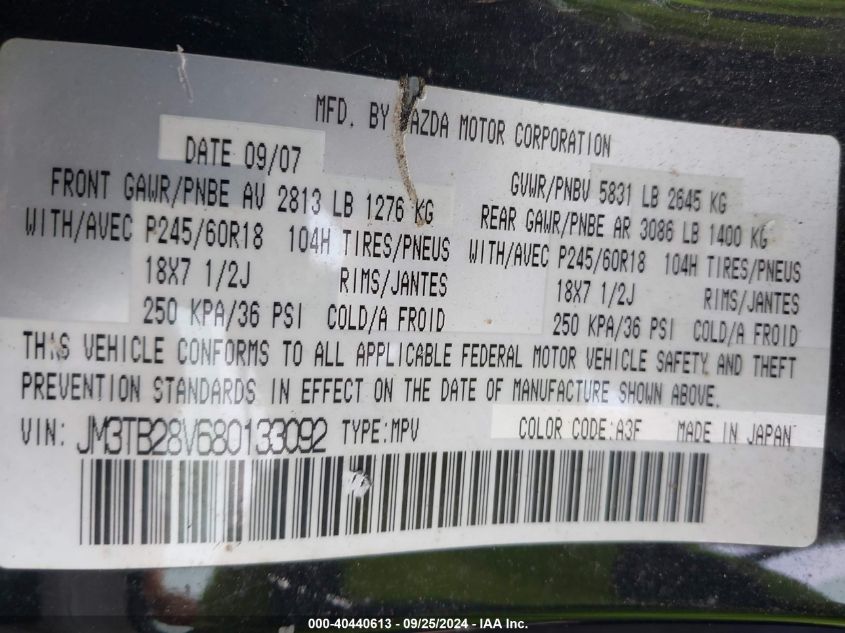 MFD. BY MAZDA MOTOR CORPORATION
DATE 09/07
GVWR/PNBV 5831 LB 2645 KG
FRONT GAWR/PNBE AV 2813 LB 1276 KG
REAR GAWR/PNBE AR 3086 LB 1400 KG
WITH/AVEC P245/60R18 104H TIRES/PNEUS
WITH/AVEC P245/60R18 104H TIRES/PNEUS
18X7 1/2J RIMS/JANTES
18X7 1/2J RIMS/JANTES
250 KPA/36 PSI COLD/A FROID
250 KPA/36 PSI COLD/A FROID
THIS VEHICLE CONFORMS TO ALL APPLICABLE FEDERAL MOTOR VEHICLE SAFETY AND THEFT
PREVENTION STANDARDS IN EFFECT ON THE DATE OF MANUFACTURE SHOWN ABOVE.
VIN: JM3TB28V680133092 TYPE:MPV COLOR CODE:A3F MADE IN JAPAN
000-40440613 - 09/25/2024 - IAA Inc.